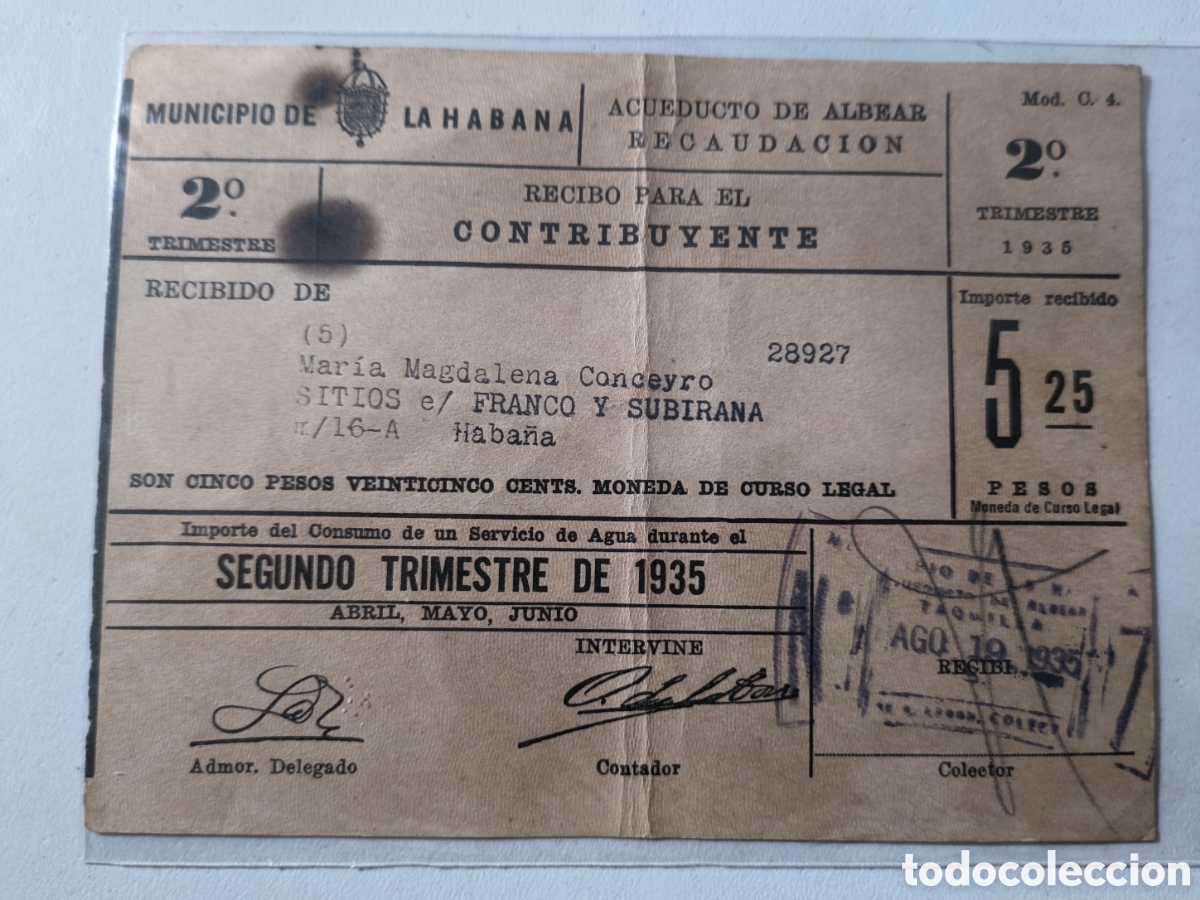 MUNICIPIO DE LA HABANA
ACUEDUCTO DE ALBEAR
RECAUDACION
Mod. C. 4.
2º.
TRIMESTRE
1935
2º.
TRIMESTRE
RECIBO PARA EL
CONTRIBUYENTE
RECIBIDO DE
(5)
28927
María Magdalena Conceyro
SITIOS e/ FRANCO Y SUBIRANA
/16-A Habaña
Importe recibido
5 25
PESOS
Moneda de Curso Legal
SON CINCO PESOS VEINTICINCO CENTS. MONEDA DE CURSO LEGAL
Importe del Consumo de un Servicio de Agua durante el
SEGUNDO TRIMESTRE DE 1935
ABRIL, MAYO, JUNIO
INTERVINE
TAQUILLA
AGO 19 1935
RECIBI
Admor. Delegado
Contador
Colector
todocoleccion